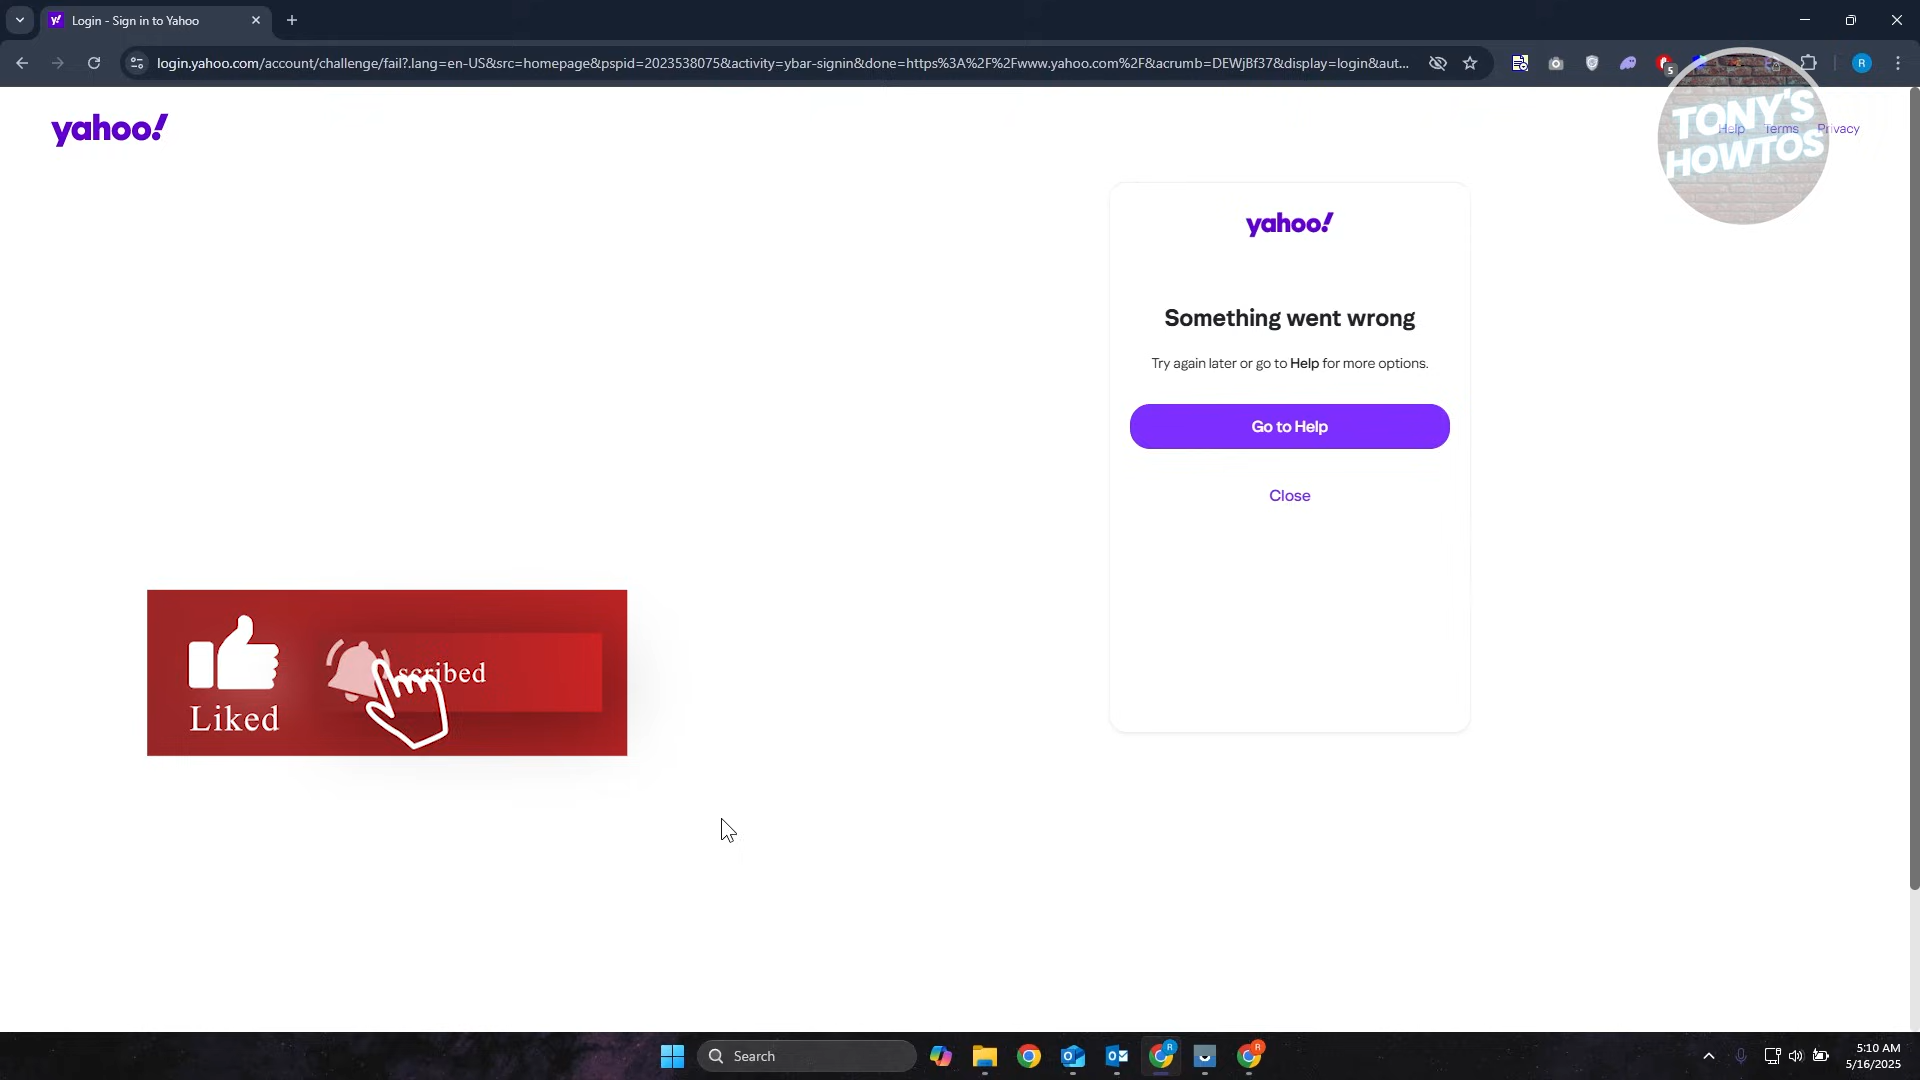 Login - Sign in to Yahoo
login.yahoo.com/account/challenge/fail?.lang=en-US&src=homepage&pspid=2023538075&activity=ybar-signin&done=https%3A%2F%2Fwww.yahoo.com%2F&acrumb=DEWjBf37&display=login&aut...
5
R
yahoo!
Help Terms Privacy
TONY'S
HOWTOS
yahoo!
Something went wrong
Try again later or go to Help for more options.
Go to Help
Close
scribed
Liked
Search
R
R
5:10 AM
5/16/2025